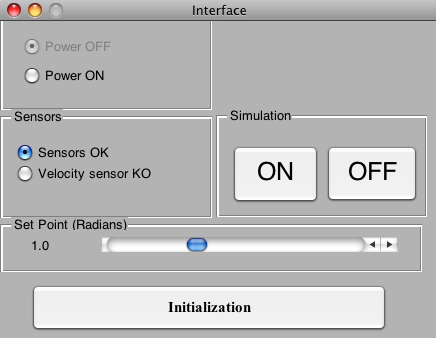 Interface
Power OFF
Power ON
Sensors
Sensors OK
Velocity sensor KO
Simulation
ON
OFF
Set Point (Radians)
1.0
Initialization